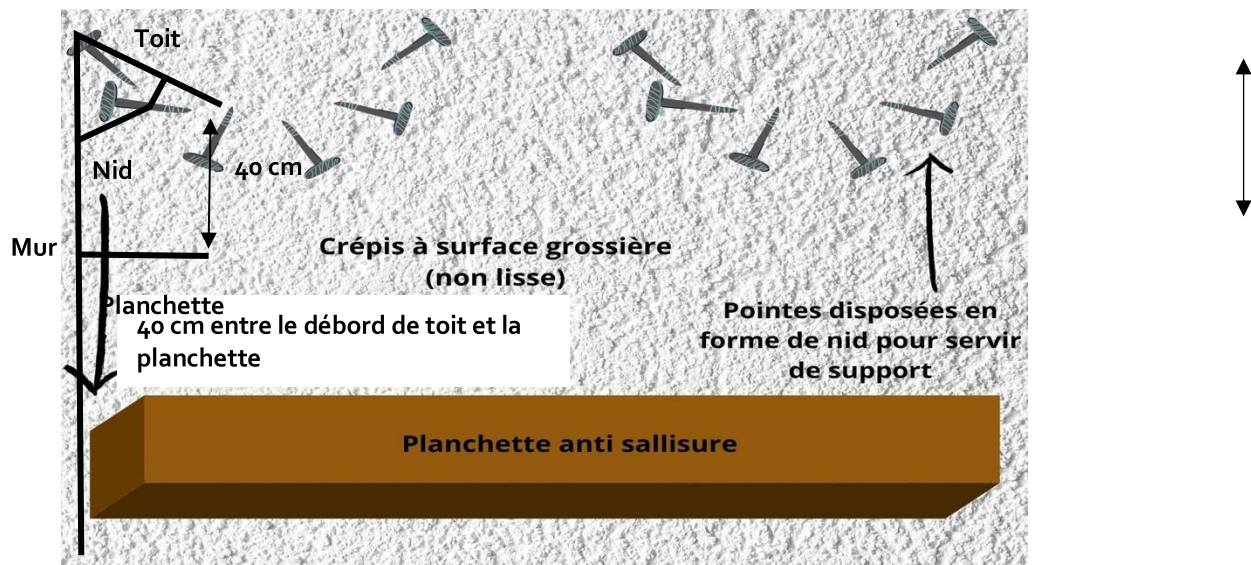 Toit
Nid
40 cm
Mur
Crépis à surface grossière
(non lisse)
Planchette
40 cm entre le débord de toit et la
planchette
Pointes disposées en
forme de nid pour servir
de support
Planchette anti sallisure